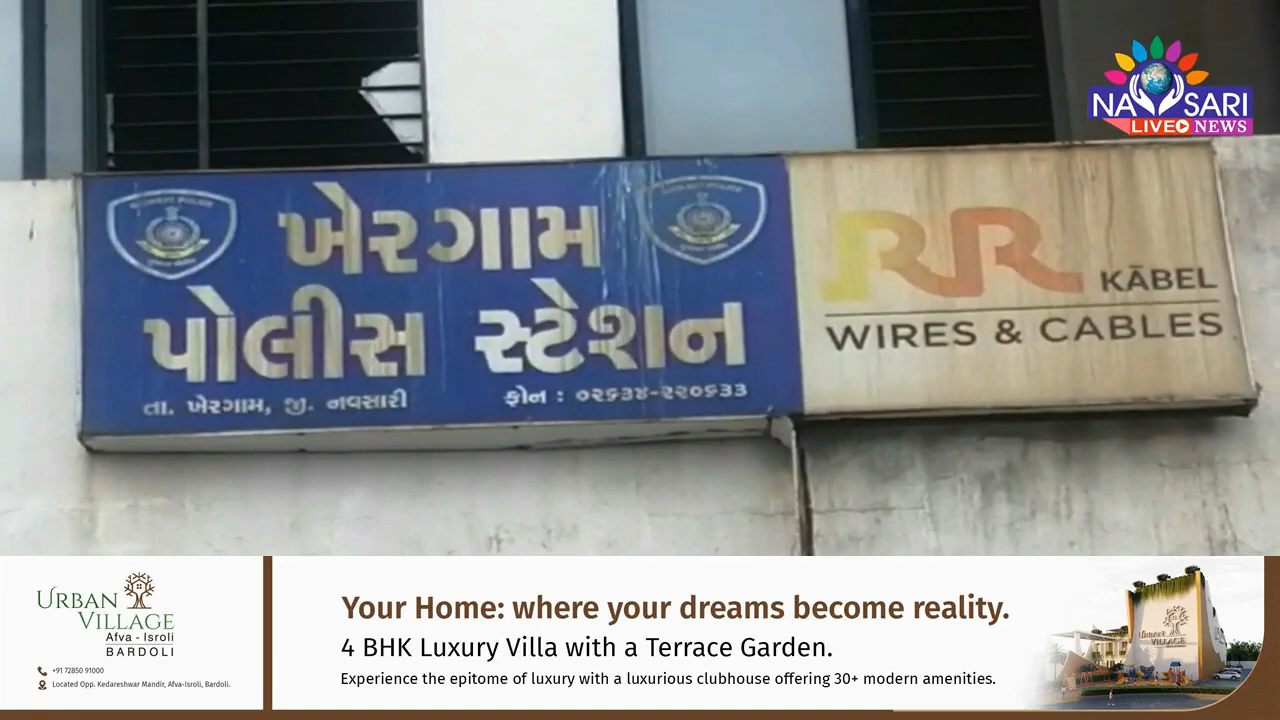 NAVSARI
LIVE NEWS
ખેરગામ
પોલીસ સ્ટેશન
તા. ખેરગામ, જી. નવસારી
ફોન : ૦૨૬૩૪-૨૨૦૬૩૩
RR KĀBEL
WIRES & CABLES
URBAN
VILLAGE
Afva - Isroli
BARDOLI
+91 72850 91000
Located Opp. Kedareshwar Mandir, Afva-Isroli, Bardoli.
Your Home: where your dreams become reality.
4 BHK Luxury Villa with a Terrace Garden.
Experience the epitome of luxury with a luxurious clubhouse offering 30+ modern amenities.
URBAN
VILLAGE